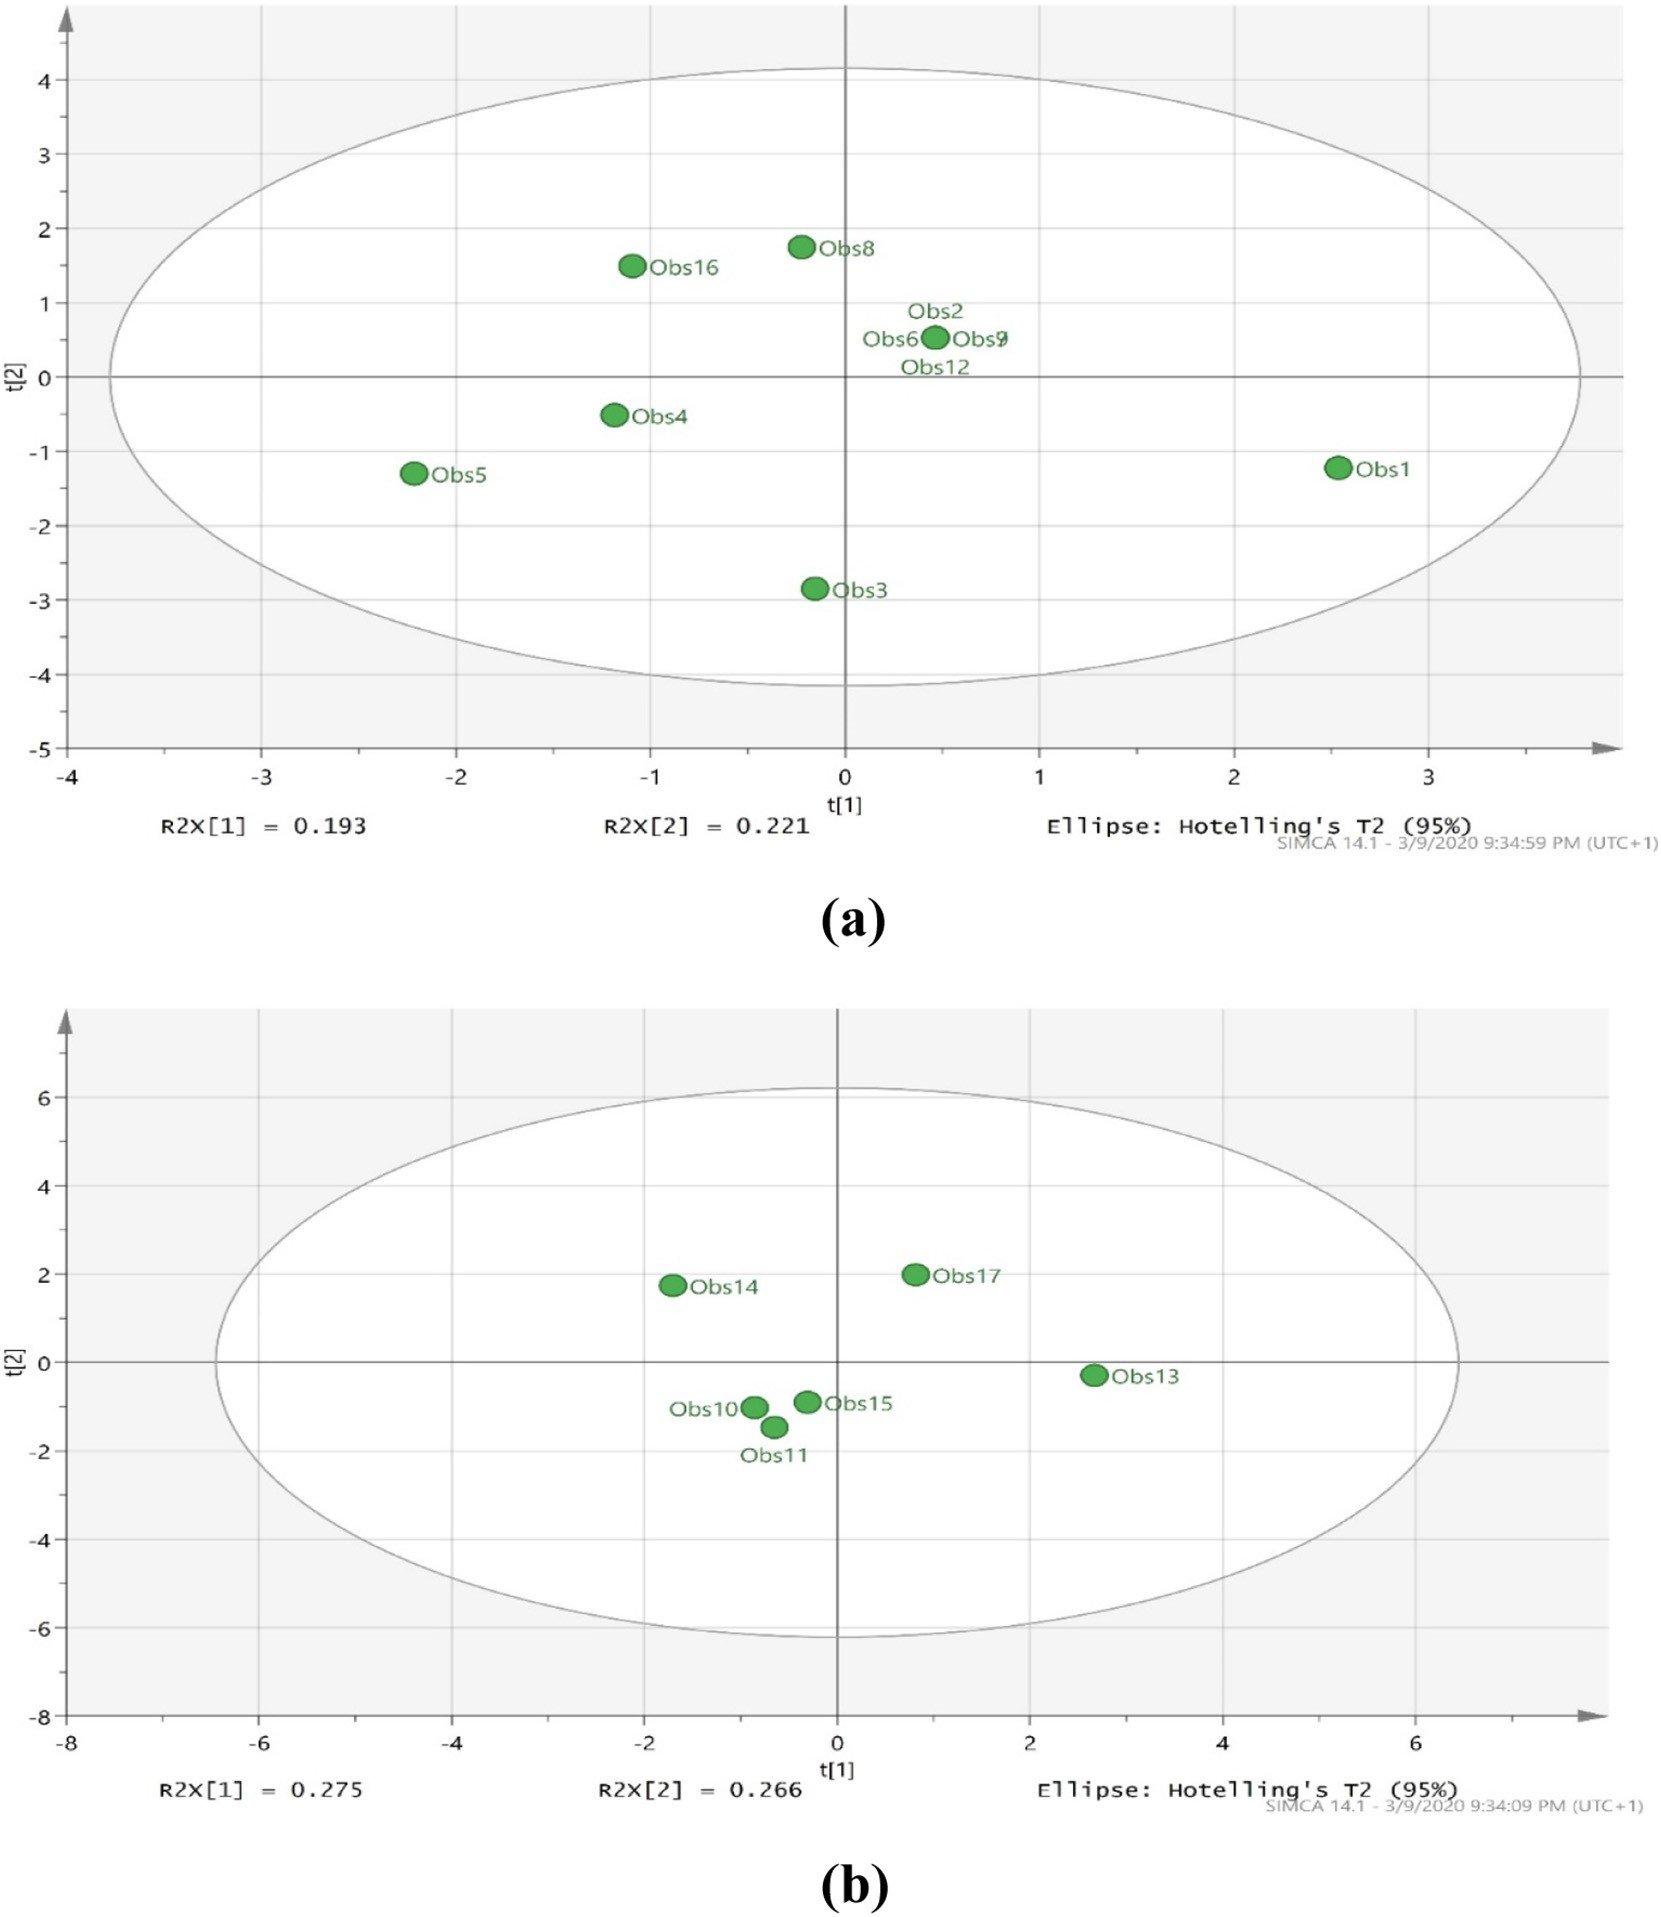 4
3
2
1
0
-1
-2
-3
-4
-5
t[2]
Obs8
Obs16
Obs2
Obs6 Obs9
Obs12
Obs4
Obs5
Obs1
Obs3
-4 -3 -2 -1 0 1 2 3
t[1]
R2X[1] = 0.193 R2X[2] = 0.221 Ellipse: Hotelling's T2 (95%)
SIMCA 14.1 - 3/9/2020 9:34:59 PM (UTC+1)
(a)
6
4
2
0
-2
-4
-6
-8
t[2]
Obs17
Obs14
Obs13
Obs15
Obs10
Obs11
-8 -6 -4 -2 0 2 4 6
t[1]
R2X[1] = 0.275 R2X[2] = 0.266 Ellipse: Hotelling's T2 (95%)
SIMCA 14.1 - 3/9/2020 9:34:09 PM (UTC+1)
(b)